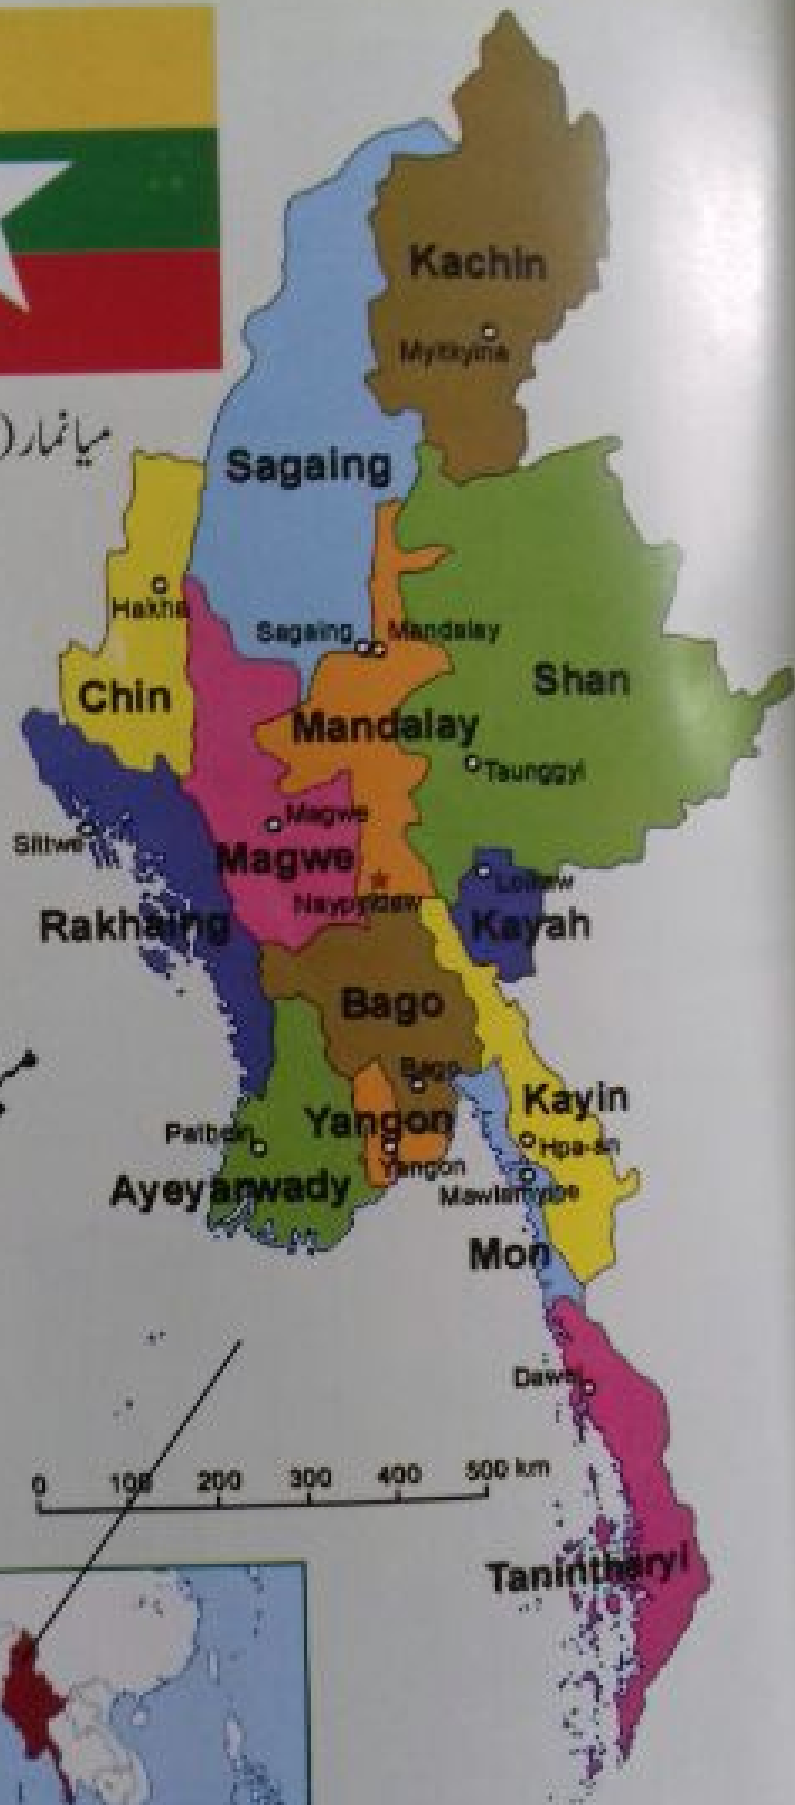 Kachin
Myitkyina
میانمار(
Sagaing
Hakha
Sagaing
Mandalay
Chin
Shan
Mandalay
Taunggyi
Magwe
Sittwe
Magwe
Loikaw
Naypyidaw
Rakhaing
Kayah
Bago
Bago
Kayin
Yangon
Pathein
Hpa-an
Yangon
Ayeyarwady
Mawlamyine
Mon
Dawei
0 100 200 300 400 500 km
Tanintharyi